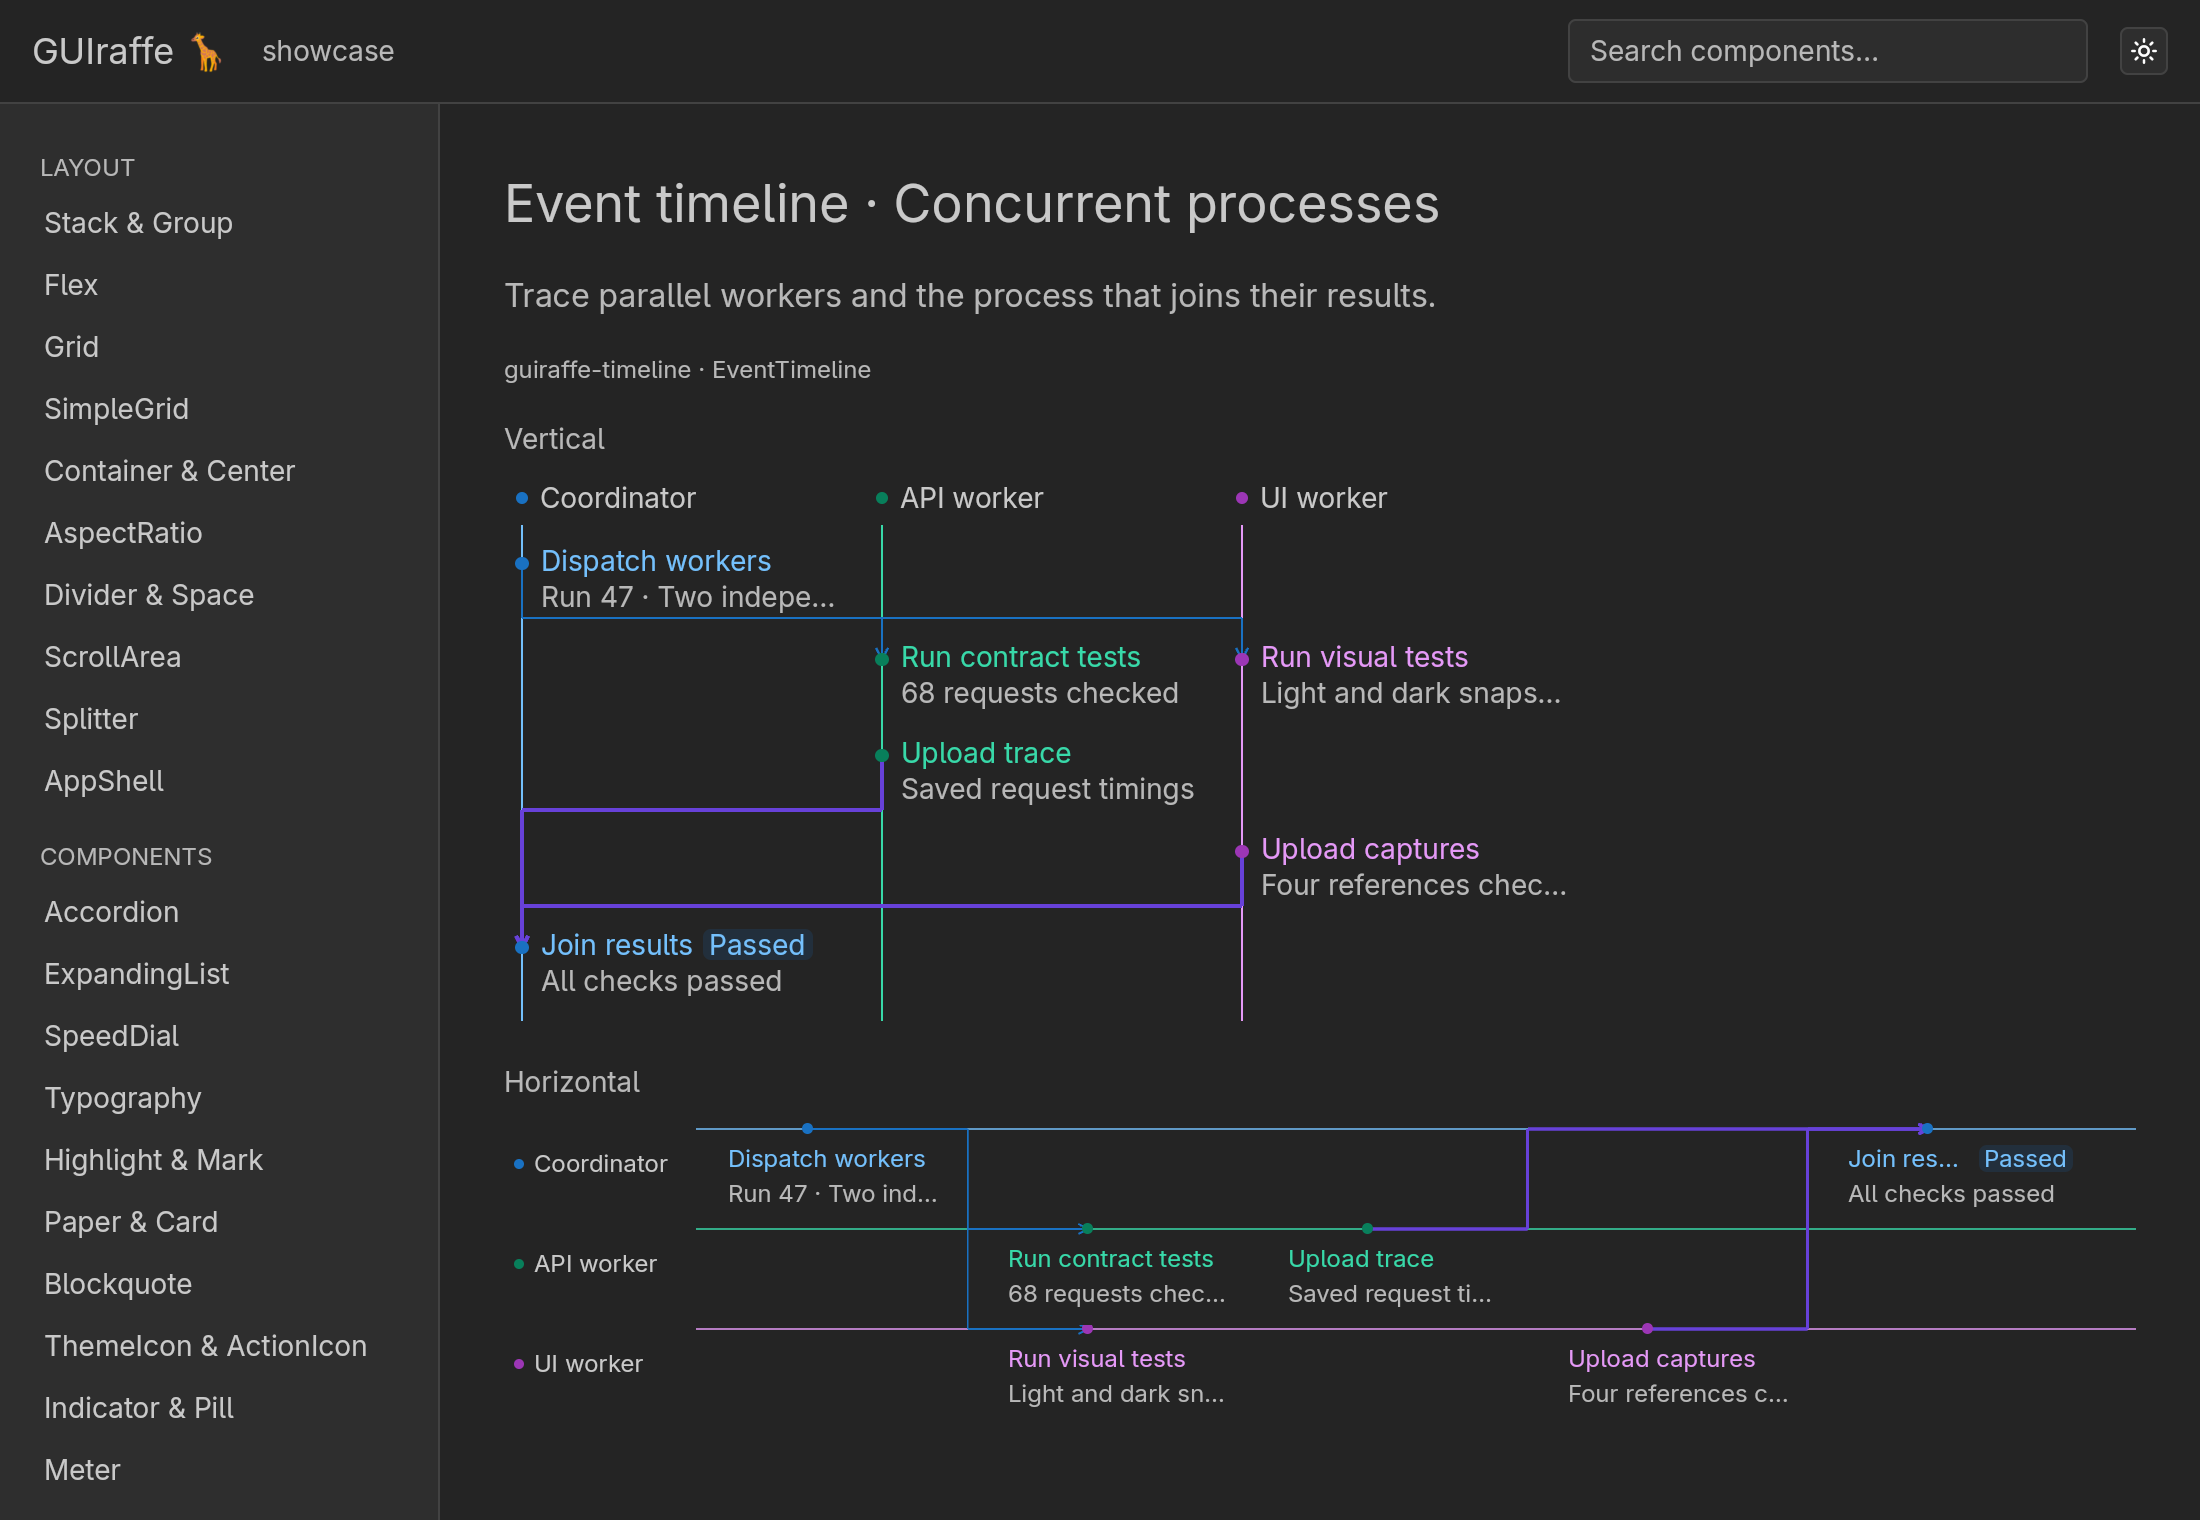 GUIraffe 🦒 showcase
Search components...
LAYOUT
Stack & Group
Flex
Grid
SimpleGrid
Container & Center
AspectRatio
Divider & Space
ScrollArea
Splitter
AppShell
COMPONENTS
Accordion
ExpandingList
SpeedDial
Typography
Highlight & Mark
Paper & Card
Blockquote
ThemeIcon & ActionIcon
Indicator & Pill
Meter
Event timeline · Concurrent processes
Trace parallel workers and the process that joins their results.
guiraffe-timeline · EventTimeline
Vertical
Coordinator
API worker
UI worker
Dispatch workers
Run 47 · Two indepe...
Run contract tests
68 requests checked
Run visual tests
Light and dark snaps...
Upload trace
Saved request timings
Upload captures
Four references chec...
Join results Passed
All checks passed
Horizontal
Coordinator
Dispatch workers
Run 47 · Two ind...
Join res... Passed
All checks passed
API worker
Run contract tests
68 requests chec...
Upload trace
Saved request ti...
UI worker
Run visual tests
Light and dark sn...
Upload captures
Four references c...